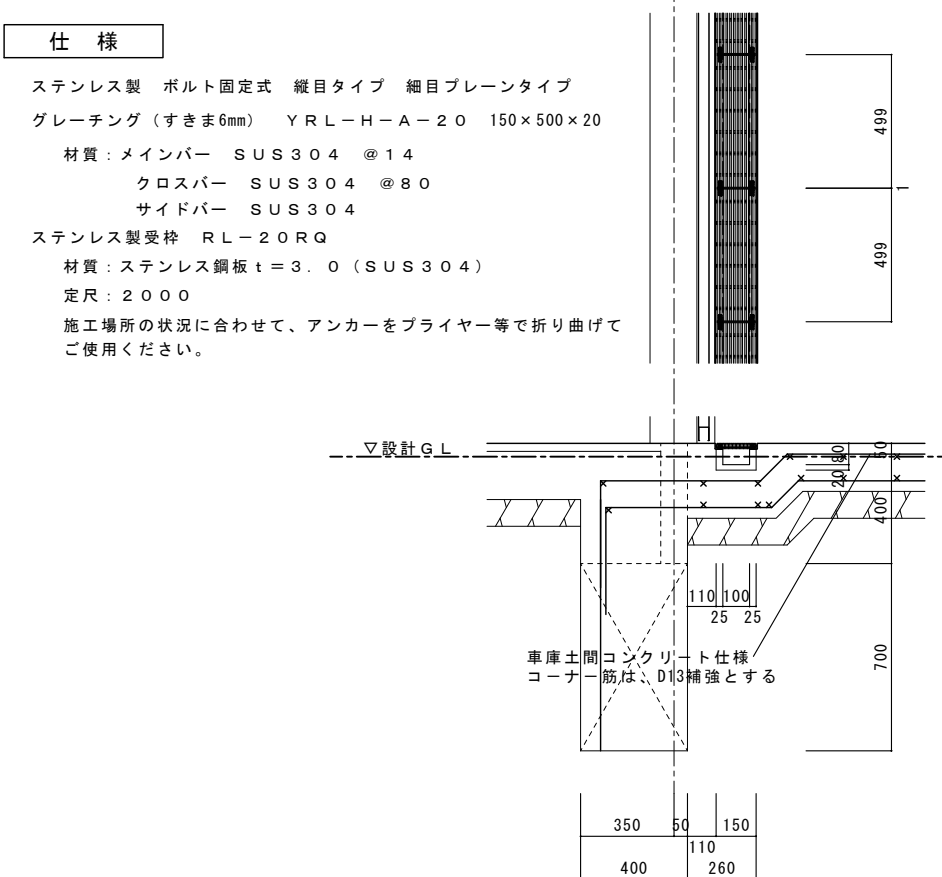 仕　様
ステンレス製　ボルト固定式　縦目タイプ　細目プレーンタイプ
グレーチング（すきま6mm）　ＹＲＬ－Ｈ－Ａ－２０　150×500×20
材質：メインバー　ＳＵＳ３０４　＠１４
クロスバー　ＳＵＳ３０４　＠８０
サイドバー　ＳＵＳ３０４
ステンレス製受枠　ＲＬ－２０ＲＱ
材質：ステンレス鋼板ｔ＝３．０（ＳＵＳ３０４）
定尺：２０００
施工場所の状況に合わせて、アンカーをプライヤー等で折り曲げて
ご使用ください。
499
1
499
▽設計ＧＬ
50
80
20
400
110 100
25 25
700
車庫土間コンクリート仕様
コーナー筋は、D13補強とする
350 50 150
110
400 260